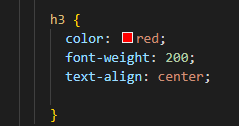 h3 {
color: red;
font-weight: 200;
text-align: center;
}